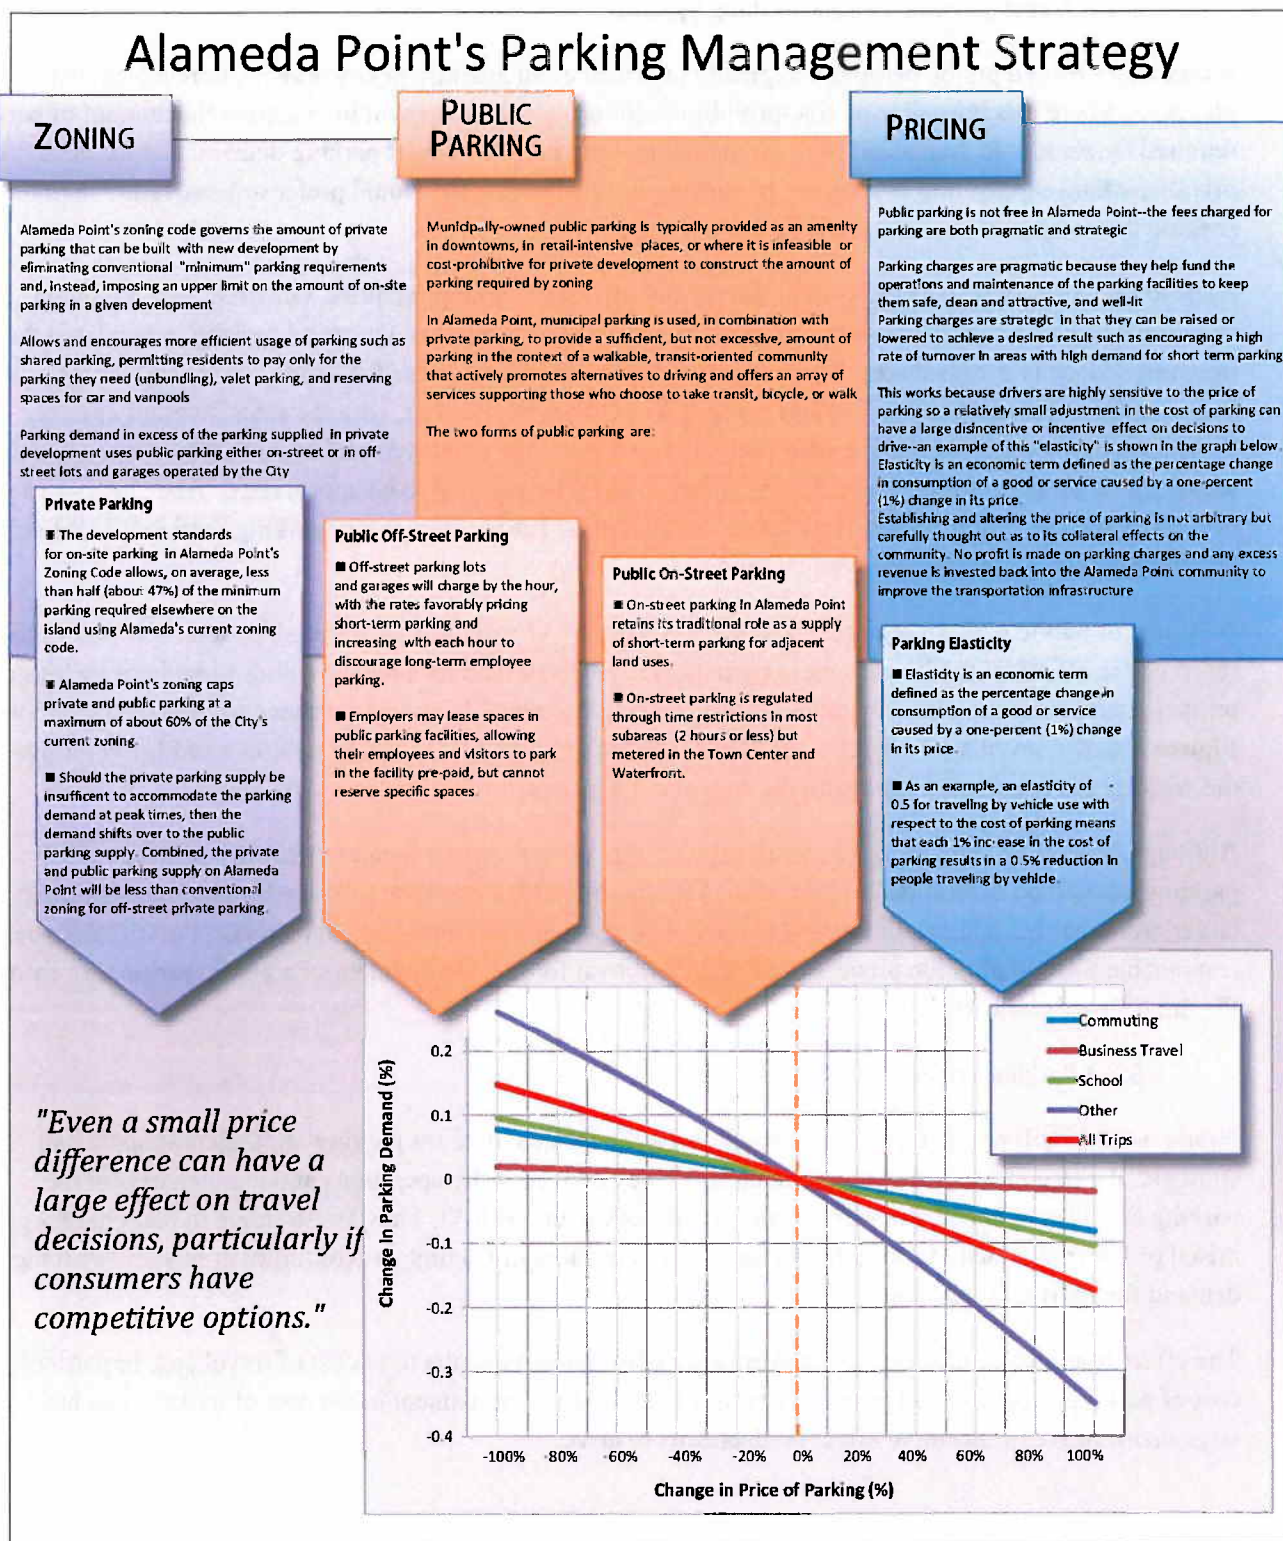 Alameda Point's Parking Management Strategy
ZONING
Alameda Point's zoning code governs the amount of private
parking that can be built with new development by
eliminating conventional "minimum" parking requirements
and, instead, imposing an upper limit on the amount of on-site
parking in a given development
Allows and encourages more efficient usage of parking such as
shared parking, permitting residents to pay only for the
parking they need (unbundling), valet parking, and reserving
spaces for car and vanpools
Parking demand in excess of the parking supplied in private
development uses public parking either on-street or in off-
street lots and garages operated by the City
Private Parking
■ The development standards
for on-site parking in Alameda Point's
Zoning Code allows, on average, less
than half (about 47%) of the minimum
parking required elsewhere on the
island using Alameda's current zoning
code.
■ Alameda Point's zoning caps
private and public parking at a
maximum of about 60% of the City's
current zoning.
■ Should the private parking supply be
insufficent to accommodate the parking
demand at peak times, then the
demand shifts over to the public
parking supply. Combined, the private
and public parking supply on Alameda
Point will be less than conventional
zoning for off-street private parking.
PUBLIC
PARKING
Municipally-owned public parking is typically provided as an amenity
in downtowns, in retail-intensive places, or where it is infeasible or
cost-prohibitive for private development to construct the amount of
parking required by zoning
In Alameda Point, municipal parking is used, in combination with
private parking, to provide a sufficient, but not excessive, amount of
parking in the context of a walkable, transit-oriented community
that actively promotes alternatives to driving and offers an array of
services supporting those who choose to take transit, bicycle, or walk
The two forms of public parking are:
Public Off-Street Parking
■ Off-street parking lots
and garages will charge by the hour,
with the rates favorably pricing
short-term parking and
increasing with each hour to
discourage long-term employee
parking.
■ Employers may lease spaces in
public parking facilities, allowing
their employees and visitors to park
in the facility pre-paid, but cannot
reserve specific spaces.
Public On-Street Parking
■ On-street parking in Alameda Point
retains its traditional role as a supply
of short-term parking for adjacent
land uses.
■ On-street parking is regulated
through time restrictions in most
subareas (2 hours or less) but
metered in the Town Center and
Waterfront.
PRICING
Public parking is not free in Alameda Point--the fees charged for
parking are both pragmatic and strategic
Parking charges are pragmatic because they help fund the
operations and maintenance of the parking facilities to keep
them safe, clean and attractive, and well-lit
Parking charges are strategic in that they can be raised or
lowered to achieve a desired result such as encouraging a high
rate of turnover in areas with high demand for short term parking
This works because drivers are highly sensitive to the price of
parking so a relatively small adjustment in the cost of parking can
have a large disincentive or incentive effect on decisions to
drive--an example of this "elasticity" is shown in the graph below.
Elasticity is an economic term defined as the percentage change
in consumption of a good or service caused by a one-percent
(1%) change in its price
Establishing and altering the price of parking is not arbitrary but
carefully thought out as to its collateral effects on the
community. No profit is made on parking charges and any excess
revenue is invested back into the Alameda Point community to
improve the transportation infrastructure
Parking Elasticity
■ Elasticity is an economic term
defined as the percentage change in
consumption of a good or service
caused by a one-percent (1%) change
in its price.
■ As an example, an elasticity of -
0.5 for traveling by vehicle use with
respect to the cost of parking means
that each 1% increase in the cost of
parking results in a 0.5% reduction in
people traveling by vehicle.
"Even a small price
difference can have a
large effect on travel
decisions, particularly if
consumers have
competitive options."
Change In Parking Demand (%)
0.2
0.1
0
-0.1
-0.2
-0.3
-0.4
-100% -80% -60% -40% -20% 0% 20% 40% 60% 80% 100%
Change in Price of Parking (%)
Commuting
Business Travel
School
Other
All Trips